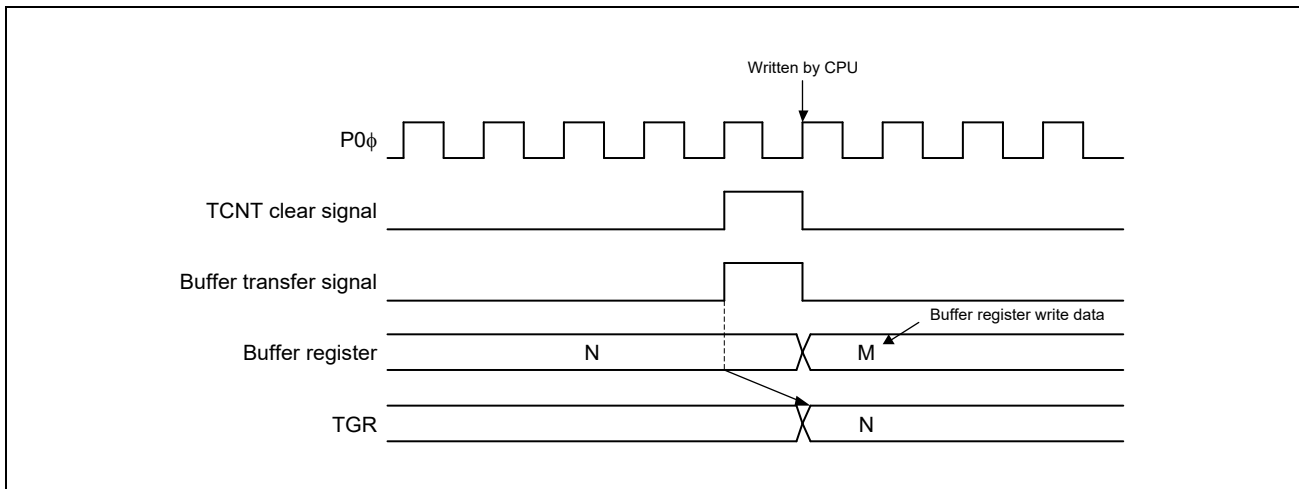 Written by CPU
P0ϕ
TCNT clear signal
Buffer transfer signal
Buffer register write data
Buffer register
N
M
TGR
N